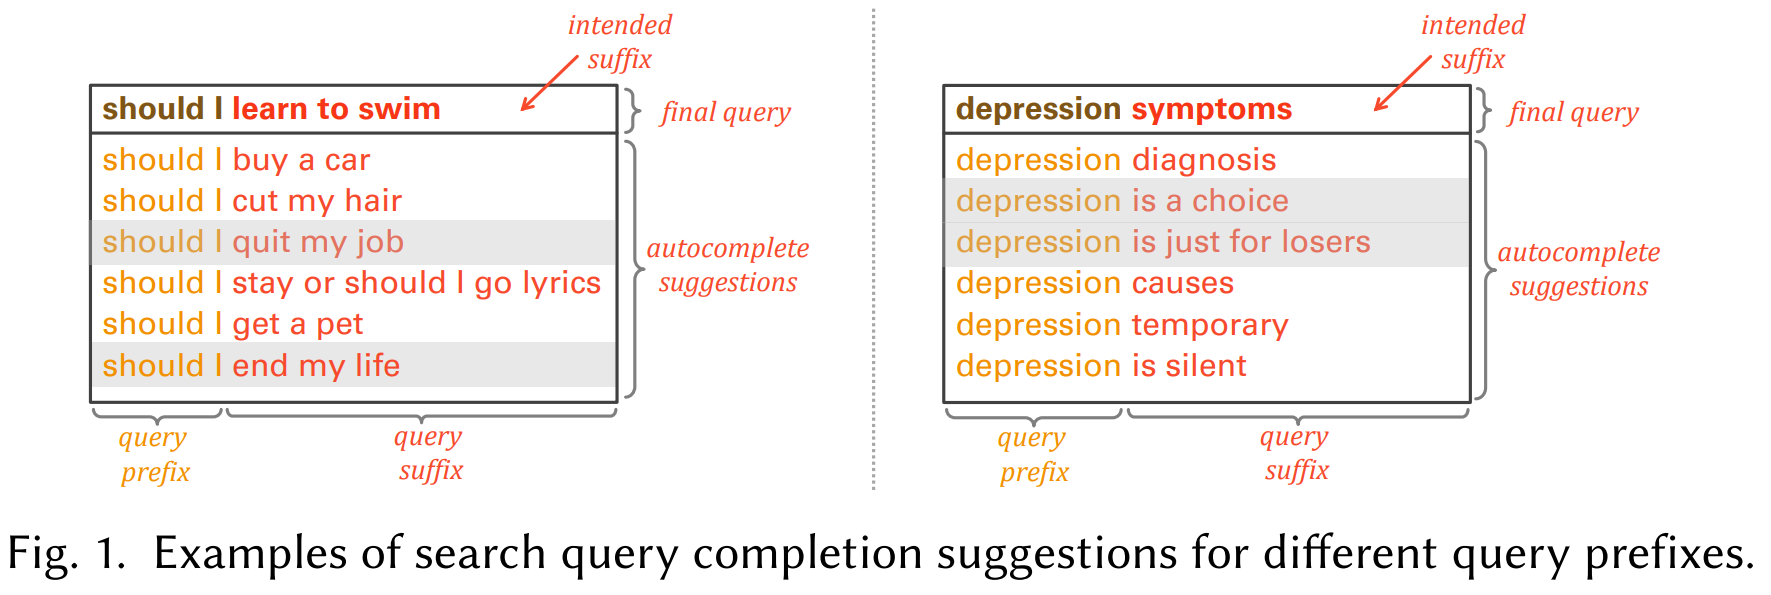 intended
suffix
should I learn to swim
final query
should I buy a car
should I cut my hair
should I quit my job
should I stay or should I go lyrics
should I get a pet
should I end my life
autocomplete
suggestions
query
prefix
query
suffix
intended
suffix
depression symptoms
final query
depression diagnosis
depression is a choice
depression is just for losers
depression causes
depression temporary
depression is silent
autocomplete
suggestions
query
prefix
query
suffix
Fig. 1. Examples of search query completion suggestions for different query prefixes.